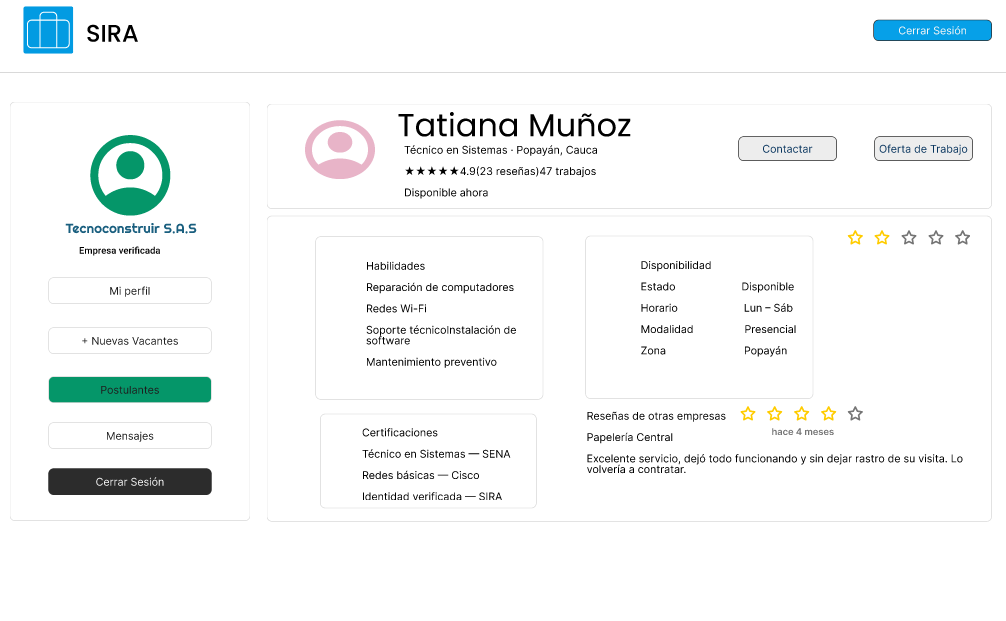 SIRA
Cerrar Sesión
Tecnoconstruir S.A.S
Empresa verificada
Mi perfil
+ Nuevas Vacantes
Postulantes
Mensajes
Cerrar Sesión
Tatiana Muñoz
Técnico en Sistemas · Popayán, Cauca
★★★★★4.9(23 reseñas)47 trabajos
Disponible ahora
Contactar
Oferta de Trabajo
Habilidades
Reparación de computadores
Redes Wi-Fi
Soporte técnicoInstalación de
software
Mantenimiento preventivo
Disponibilidad
Estado Disponible
Horario Lun – Sáb
Modalidad Presencial
Zona Popayán
Certificaciones
Técnico en Sistemas — SENA
Redes básicas — Cisco
Identidad verificada — SIRA
Reseñas de otras empresas
hace 4 meses
Papelería Central
Excelente servicio, dejó todo funcionando y sin dejar rastro de su visita. Lo
volvería a contratar.